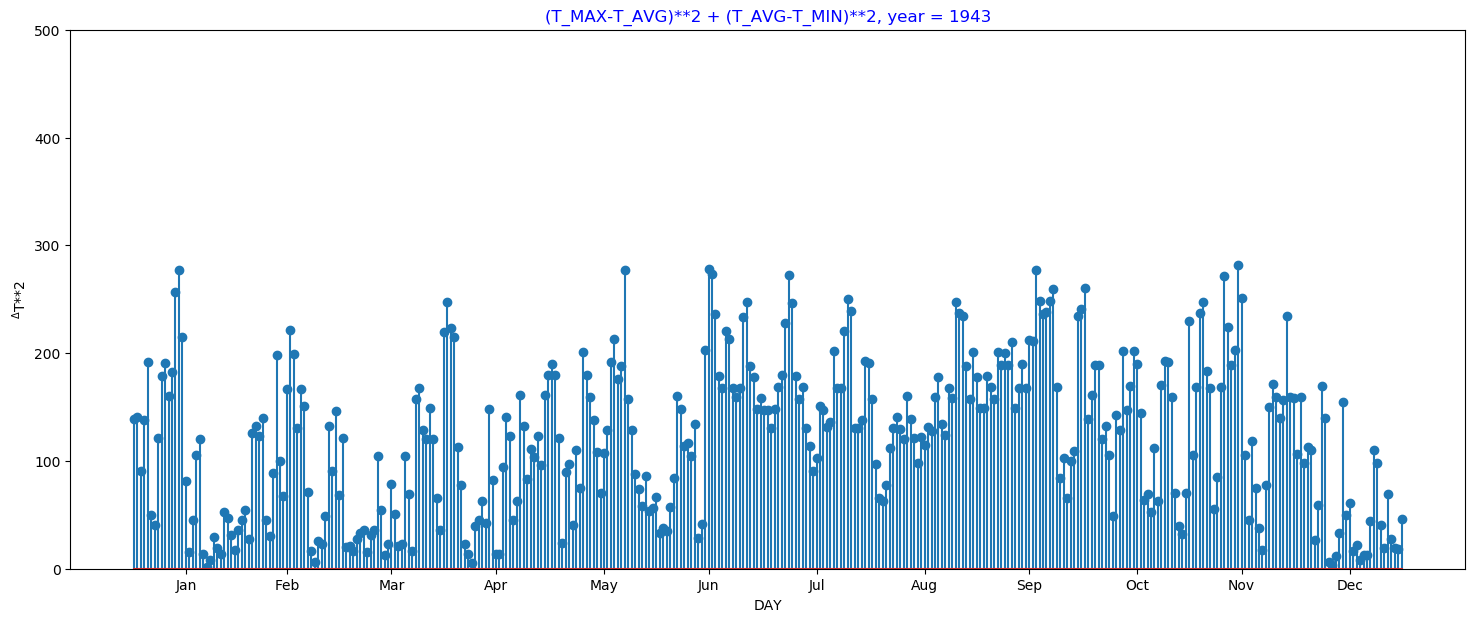 (T_MAX-T_AVG)**2 + (T_AVG-T_MIN)**2, year = 1943
500
400
300
200
100
0
ΔT**2
Jan Feb Mar Apr May Jun Jul Aug Sep Oct Nov Dec
DAY